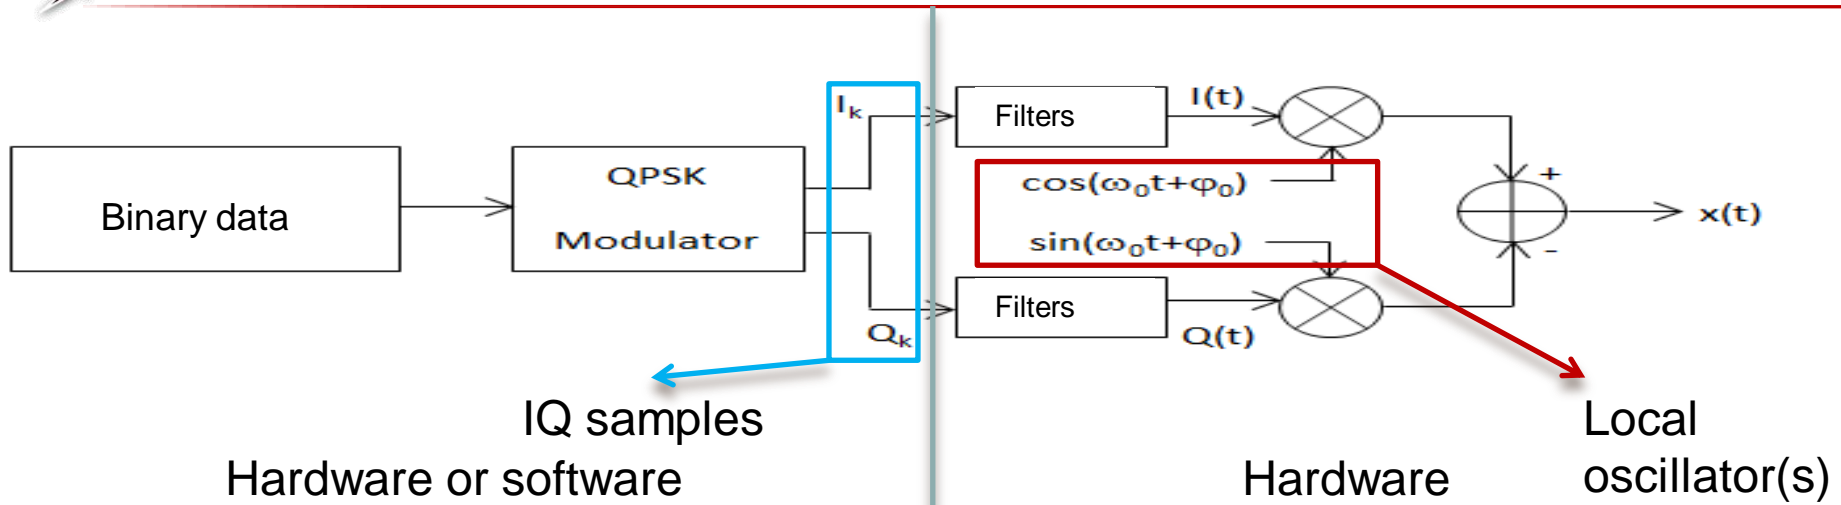 Binary data
QPSK
Modulator
Iₖ
Qₖ
Filters
I(t)
cos(ω₀t+φ₀)
sin(ω₀t+φ₀)
Filters
Q(t)
+
-
x(t)
IQ samples
Hardware or software
Hardware
Local
oscillator(s)